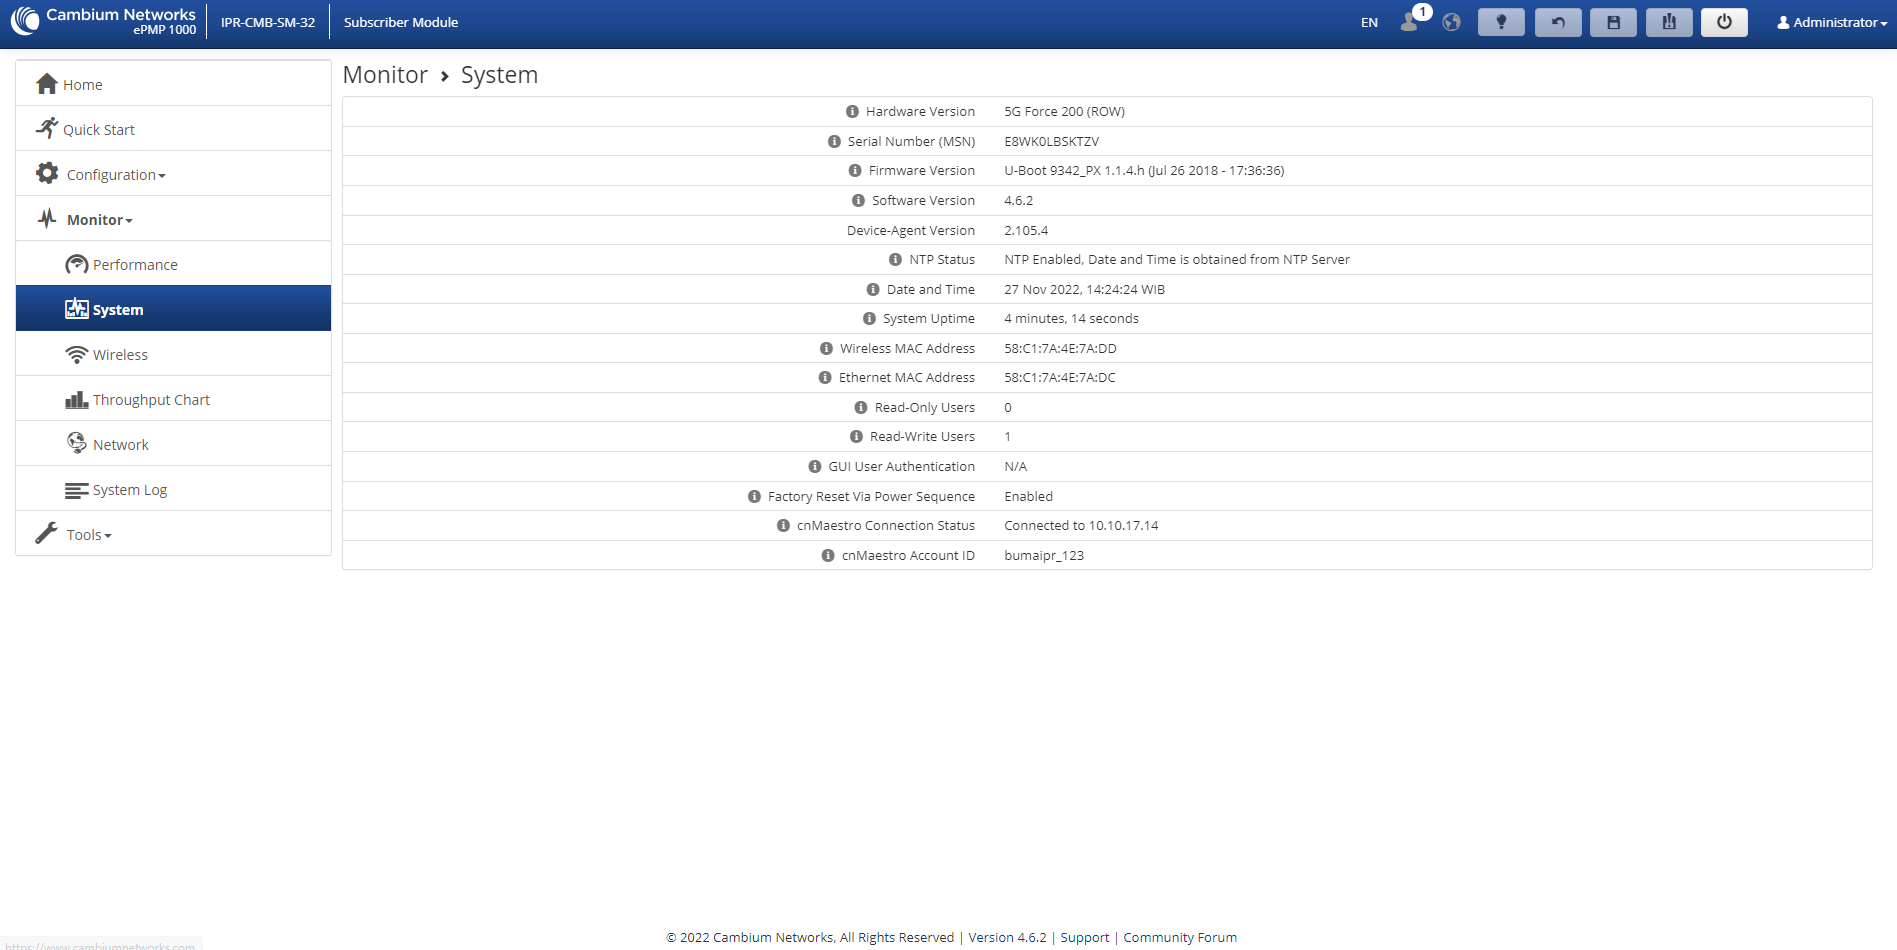 Cambium Networks
ePMP 1000
IPR-CMB-SM-32
Subscriber Module
EN
1
Administrator
Home
Quick Start
Configuration
Monitor
Performance
System
Wireless
Throughput Chart
Network
System Log
Tools
Monitor > System
Hardware Version 5G Force 200 (ROW)
Serial Number (MSN) E8WK0LBSKTZV
Firmware Version U-Boot 9342_PX 1.1.4.h (Jul 26 2018 - 17:36:36)
Software Version 4.6.2
Device-Agent Version 2.105.4
NTP Status NTP Enabled, Date and Time is obtained from NTP Server
Date and Time 27 Nov 2022, 14:24:24 WIB
System Uptime 4 minutes, 14 seconds
Wireless MAC Address 58:C1:7A:4E:7A:DD
Ethernet MAC Address 58:C1:7A:4E:7A:DC
Read-Only Users 0
Read-Write Users 1
GUI User Authentication N/A
Factory Reset Via Power Sequence Enabled
cnMaestro Connection Status Connected to 10.10.17.14
cnMaestro Account ID bumaipr_123
© 2022 Cambium Networks, All Rights Reserved | Version 4.6.2 | Support | Community Forum
https://www.cambiumnetworks.com